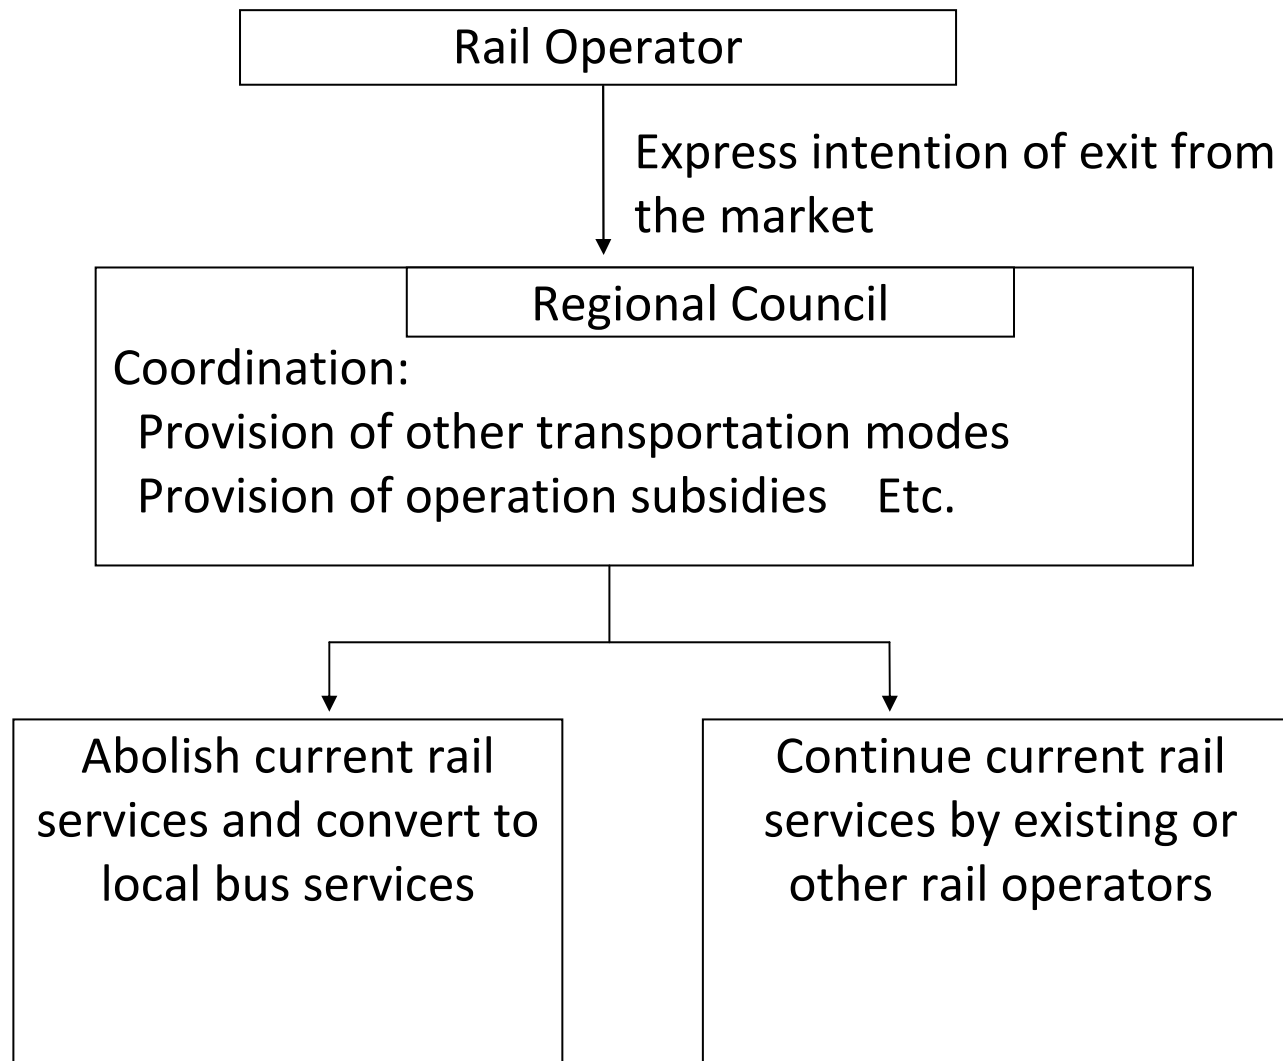 Rail Operator
Express intention of exit from
the market
Regional Council
Coordination:
Provision of other transportation modes
Provision of operation subsidies Etc.
Abolish current rail
services and convert to
local bus services
Continue current rail
services by existing or
other rail operators